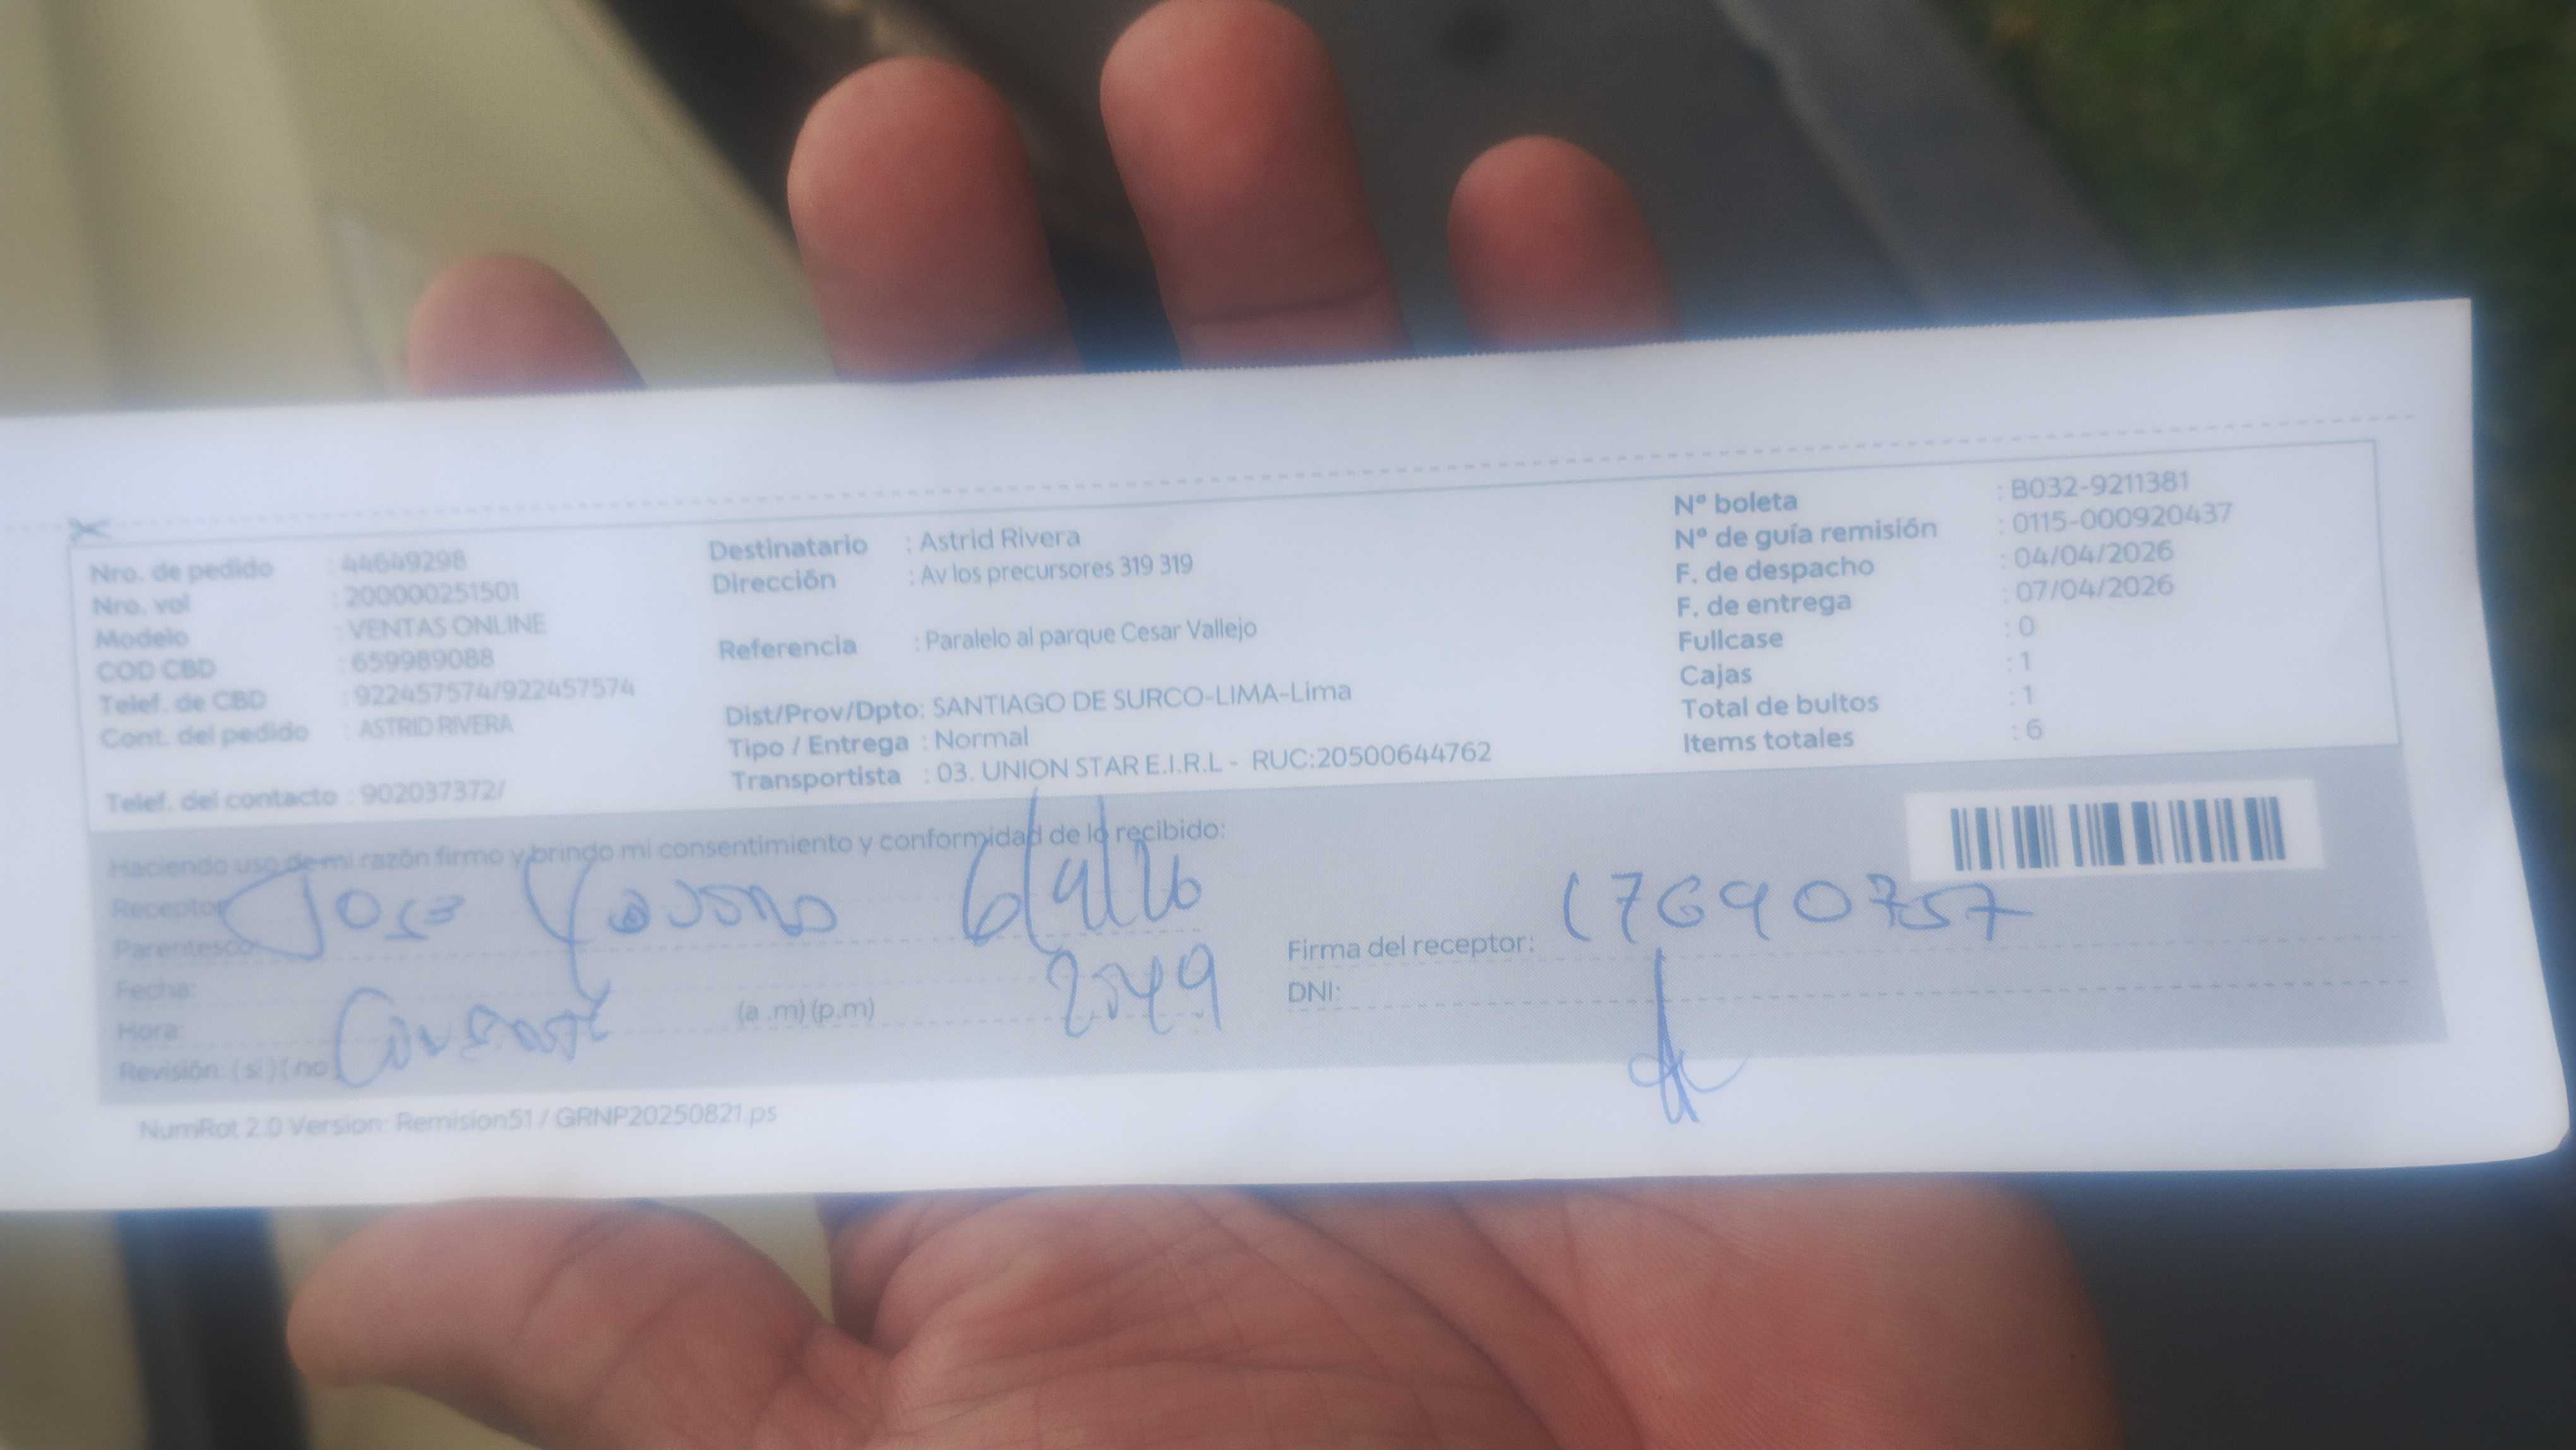 Nro. de pedido : 44649298
Nro. vol : 200000251501
Modelo : VENTAS ONLINE
COD CBD : 659989088
Telef. de CBD : 922457574/922457574
Cont. del pedido : ASTRID RIVERA
Telef. del contacto : 902037372/
Destinatario : Astrid Rivera
Dirección : Av los precursores 319 319
Referencia : Paralelo al parque Cesar Vallejo
Dist/Prov/Dpto: SANTIAGO DE SURCO-LIMA-Lima
Tipo / Entrega : Normal
Transportista : 03. UNION STAR E.I.R.L - RUC:20500644762
Nº boleta : B032-9211381
Nº de guía remisión : 0115-000920437
F. de despacho : 04/04/2026
F. de entrega : 07/04/2026
Fullcase : 0
Cajas : 1
Total de bultos : 1
Items totales : 6
Haciendo uso de mi razón firmo y brindo mi consentimiento y conformidad de lo recibido:
Receptor Jose 6/4/26
Parentesco:
Fecha:
Hora: (a .m) (p.m)
Revisión: (si) (no
Firma del receptor:
DNI:
NumRot 2.0 Version: Remision51 / GRNP20250821.ps